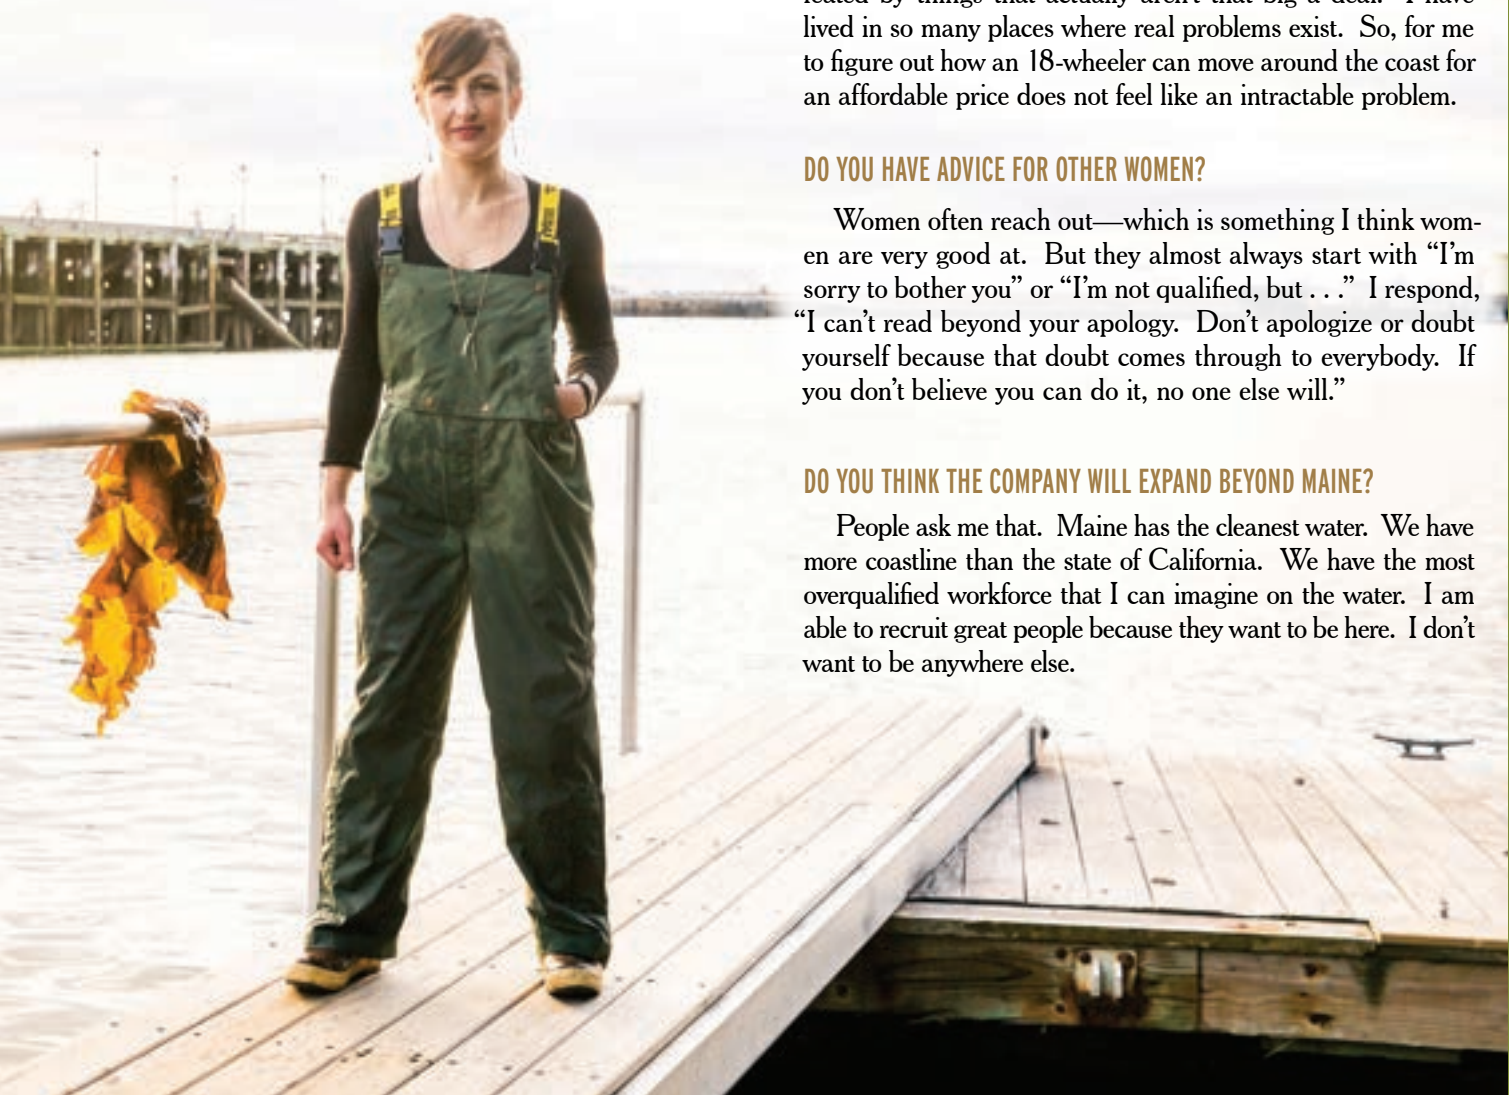 lived in so many places where real problems exist.  So, for me
to figure out how an 18-wheeler can move around the coast for
an affordable price does not feel like an intractable problem.
DO YOU HAVE ADVICE FOR OTHER WOMEN?
Women often reach out—which is something I think wom-
en are very good at.  But they almost always start with “I’m
sorry to bother you” or “I’m not qualified, but . . .”  I respond,
“I can’t read beyond your apology.  Don’t apologize or doubt
yourself because that doubt comes through to everybody.  If
you don’t believe you can do it, no one else will.”
DO YOU THINK THE COMPANY WILL EXPAND BEYOND MAINE?
People ask me that.  Maine has the cleanest water.  We have
more coastline than the state of California.  We have the most
overqualified workforce that I can imagine on the water.  I am
able to recruit great people because they want to be here.  I don’t
want to be anywhere else.